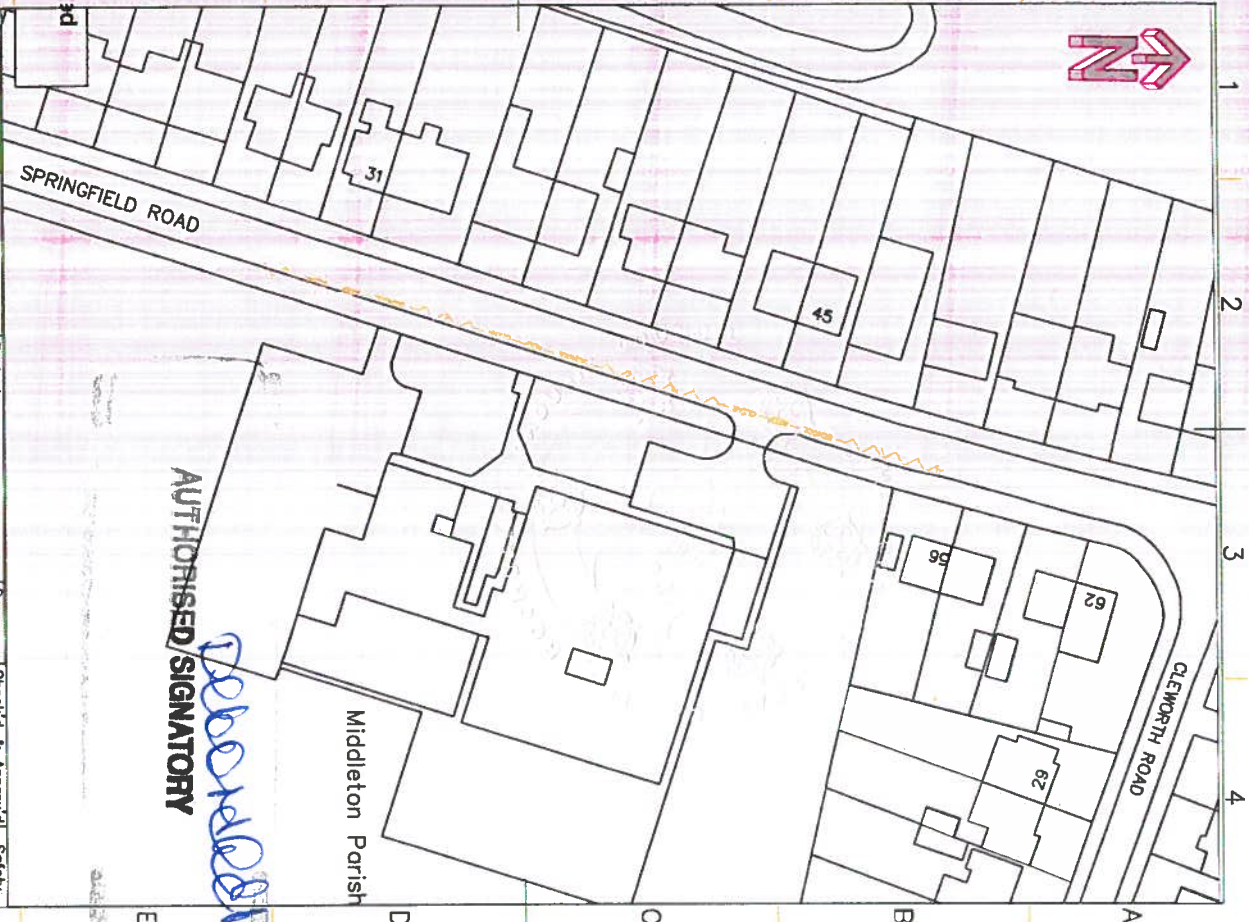 1
2
3
4
A
B
C
D
E
N
SPRINGFIELD ROAD
31
45
56
62
CLEWORTH ROAD
29
Middleton Parish
AUTHORISED SIGNATORY